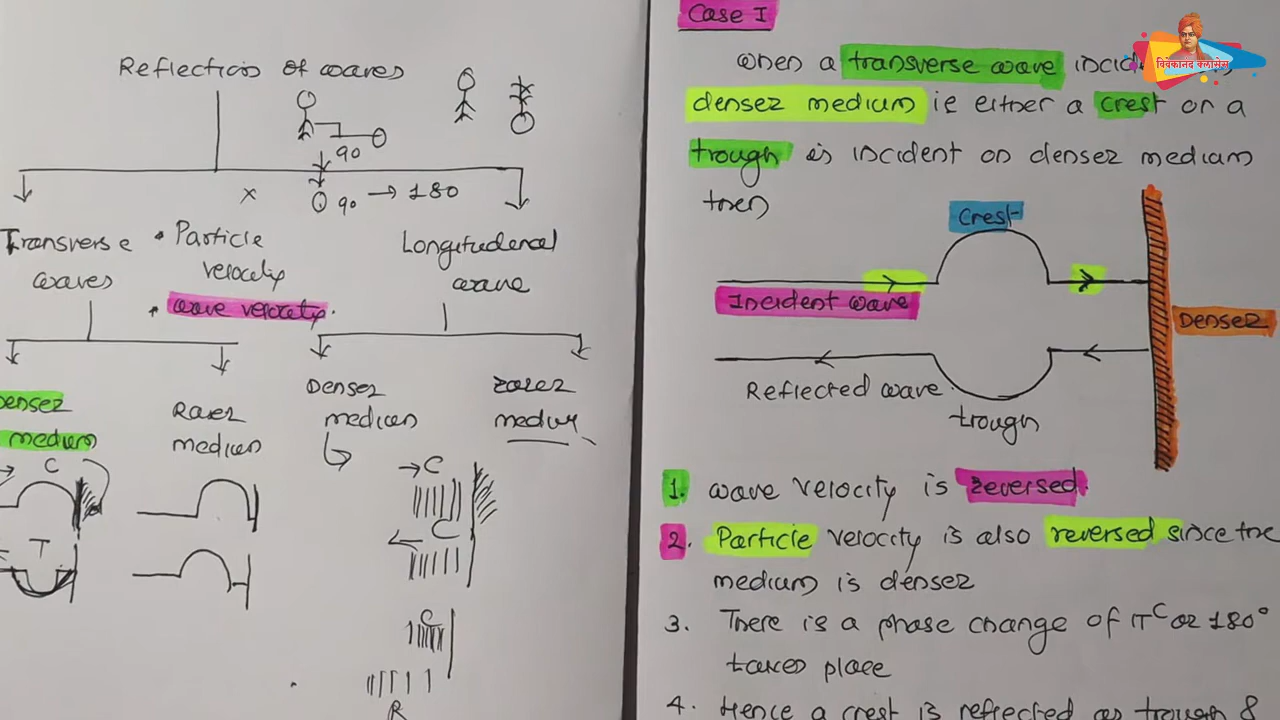 Reflection of waves
90
90 → 180
x
Transverse
waves
• Particle
velocity
• wave velocity.
Longitudenal
wave
Denser
medium
Rarer
medium
Denser
medium
rarer
medium
C
T
C
C
C
R
Case I
When a transverse wave incid
denser medium ie either a crest or a
trough is incident on denser medium
then
Crest
Incident wave
Denser
Reflected wave
trough
1. wave velocity is reversed.
2. Particle velocity is also reversed since the
medium is denser
3. There is a phase change of π^c or 180°
takes place
4. Hence a crest is reflected as trough &
विवेकानंद क्लासेस